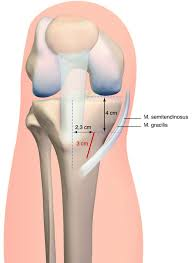 4 cm
M. semitendinosus
M. gracilis
2,3 cm
3 cm